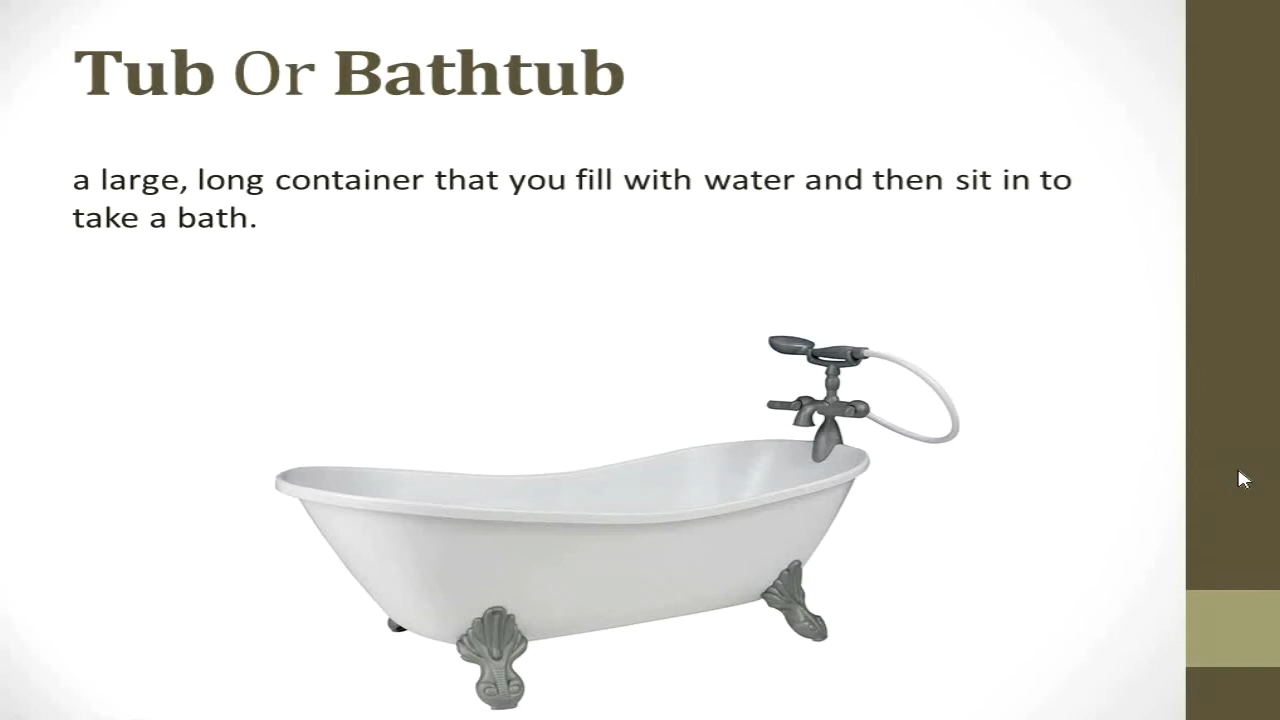 Tub Or Bathtub
a large, long container that you fill with water and then sit in to
take a bath.